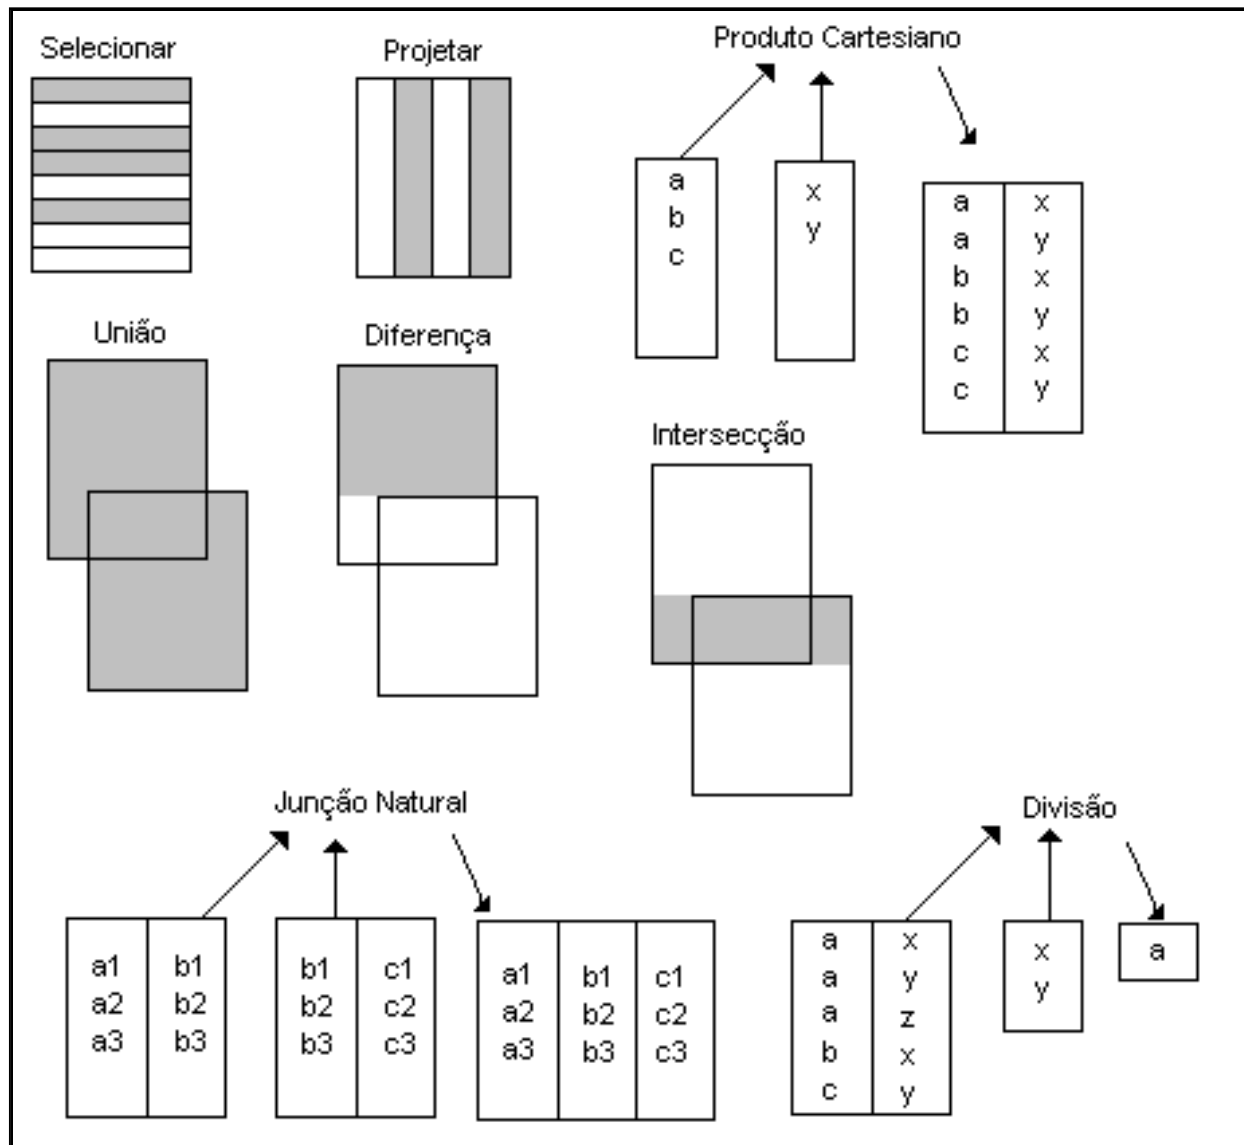 Selecionar
Projetar
Produto Cartesiano
a
b
c
x
y
a x
a y
b x
b y
c x
c y
União
Diferença
Intersecção
Junção Natural
a1 b1
a2 b2
a3 b3
b1 c1
b2 c2
b3 c3
a1 b1 c1
a2 b2 c2
a3 b3 c3
Divisão
a x
a y
a z
b x
c y
x
y
a